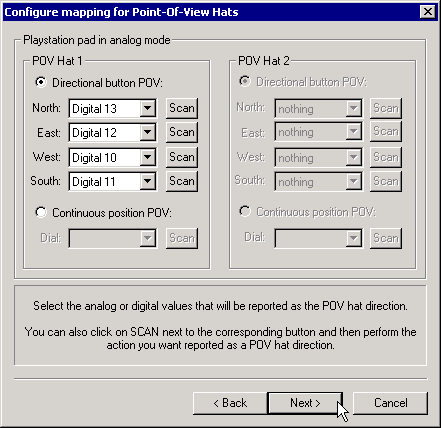 Configure mapping for Point-Of-View Hats
Playstation pad in analog mode
POV Hat 1
Directional button POV:
North: Digital 13 Scan
East: Digital 12 Scan
West: Digital 10 Scan
South: Digital 11 Scan
Continuous position POV:
Dial: Scan
POV Hat 2
Directional button POV:
North: nothing Scan
East: nothing Scan
West: nothing Scan
South: nothing Scan
Continuous position POV:
Dial: Scan
Select the analog or digital values that will be reported as the POV hat direction.
You can also click on SCAN next to the corresponding button and then perform the
action you want reported as a POV hat direction.
< Back Next > Cancel